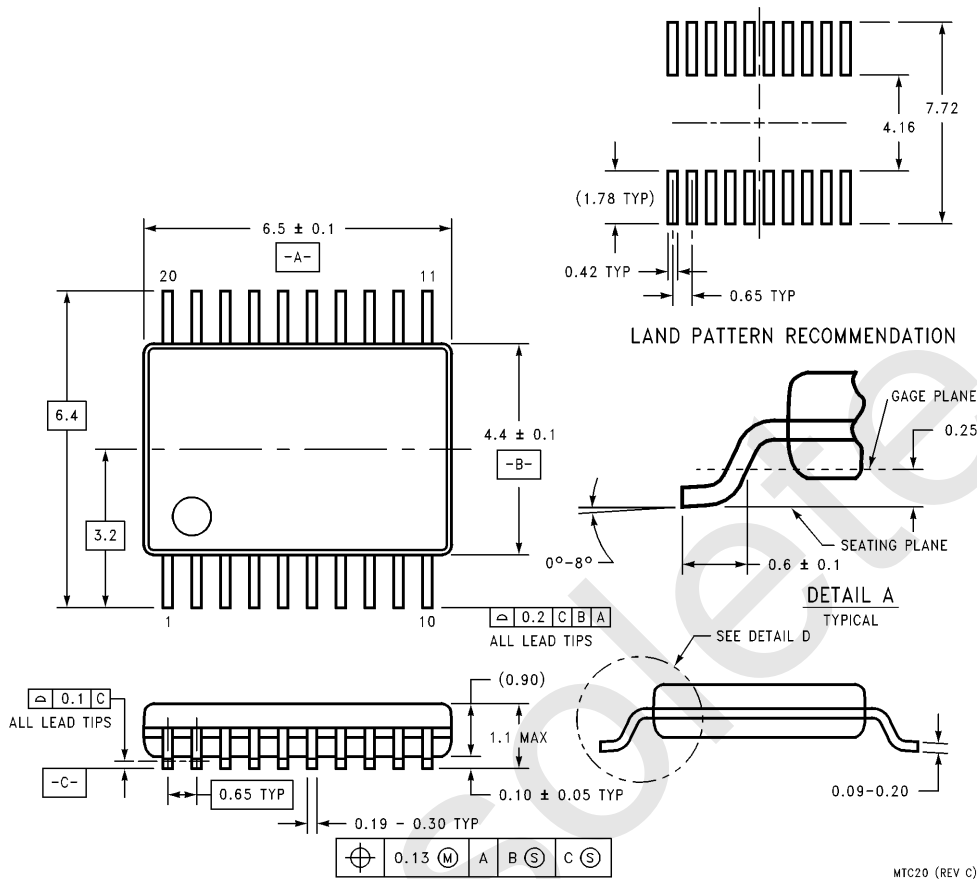 7.72
4.16
(1.78 TYP)
0.42 TYP
0.65 TYP
LAND PATTERN RECOMMENDATION
6.5 ± 0.1
-A-
20
11
6.4
3.2
4.4 ± 0.1
-B-
1
10
⌓ 0.2 C B A
ALL LEAD TIPS
GAGE PLANE
0.25
0°-8°
SEATING PLANE
0.6 ± 0.1
DETAIL A
TYPICAL
SEE DETAIL D
(0.90)
⌓ 0.1 C
ALL LEAD TIPS
1.1 MAX
-C-
0.65 TYP
0.10 ± 0.05 TYP
0.09-0.20
0.19 - 0.30 TYP
⌖ 0.13 Ⓜ A B Ⓢ C Ⓢ
MTC20 (REV C)
solete